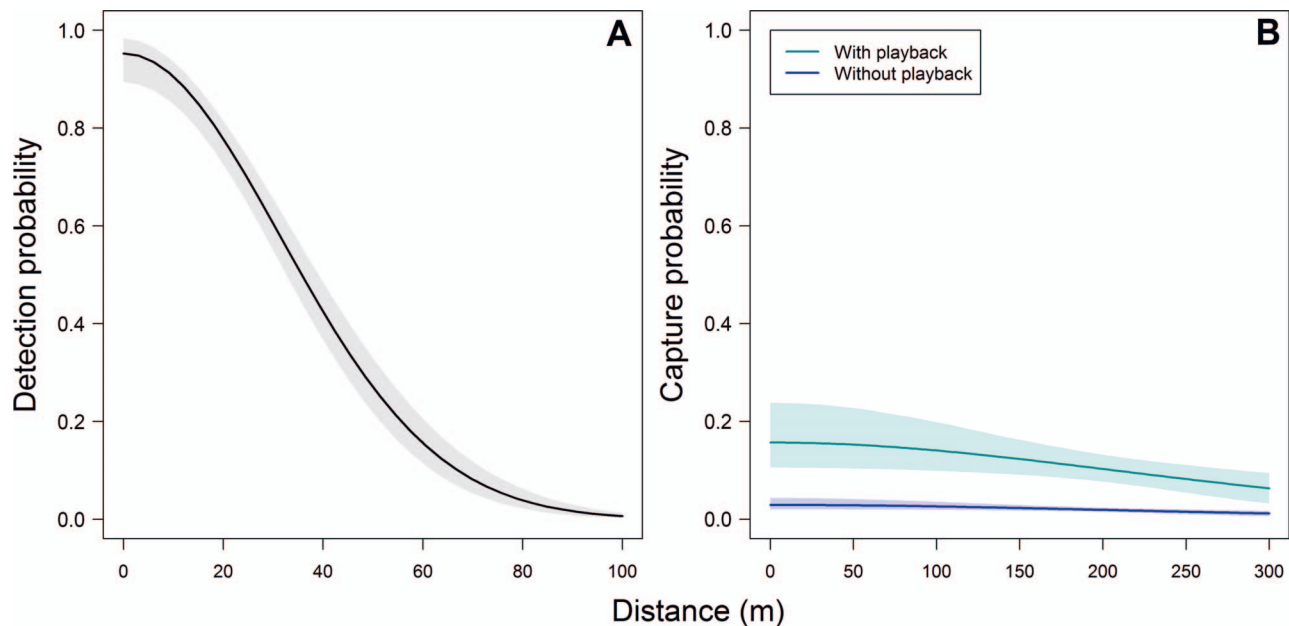 A
Detection probability
1.0
0.8
0.6
0.4
0.2
0.0
0 20 40 60 80 100
B
With playback
Without playback
Capture probability
1.0
0.8
0.6
0.4
0.2
0.0
0 50 100 150 200 250 300
Distance (m)